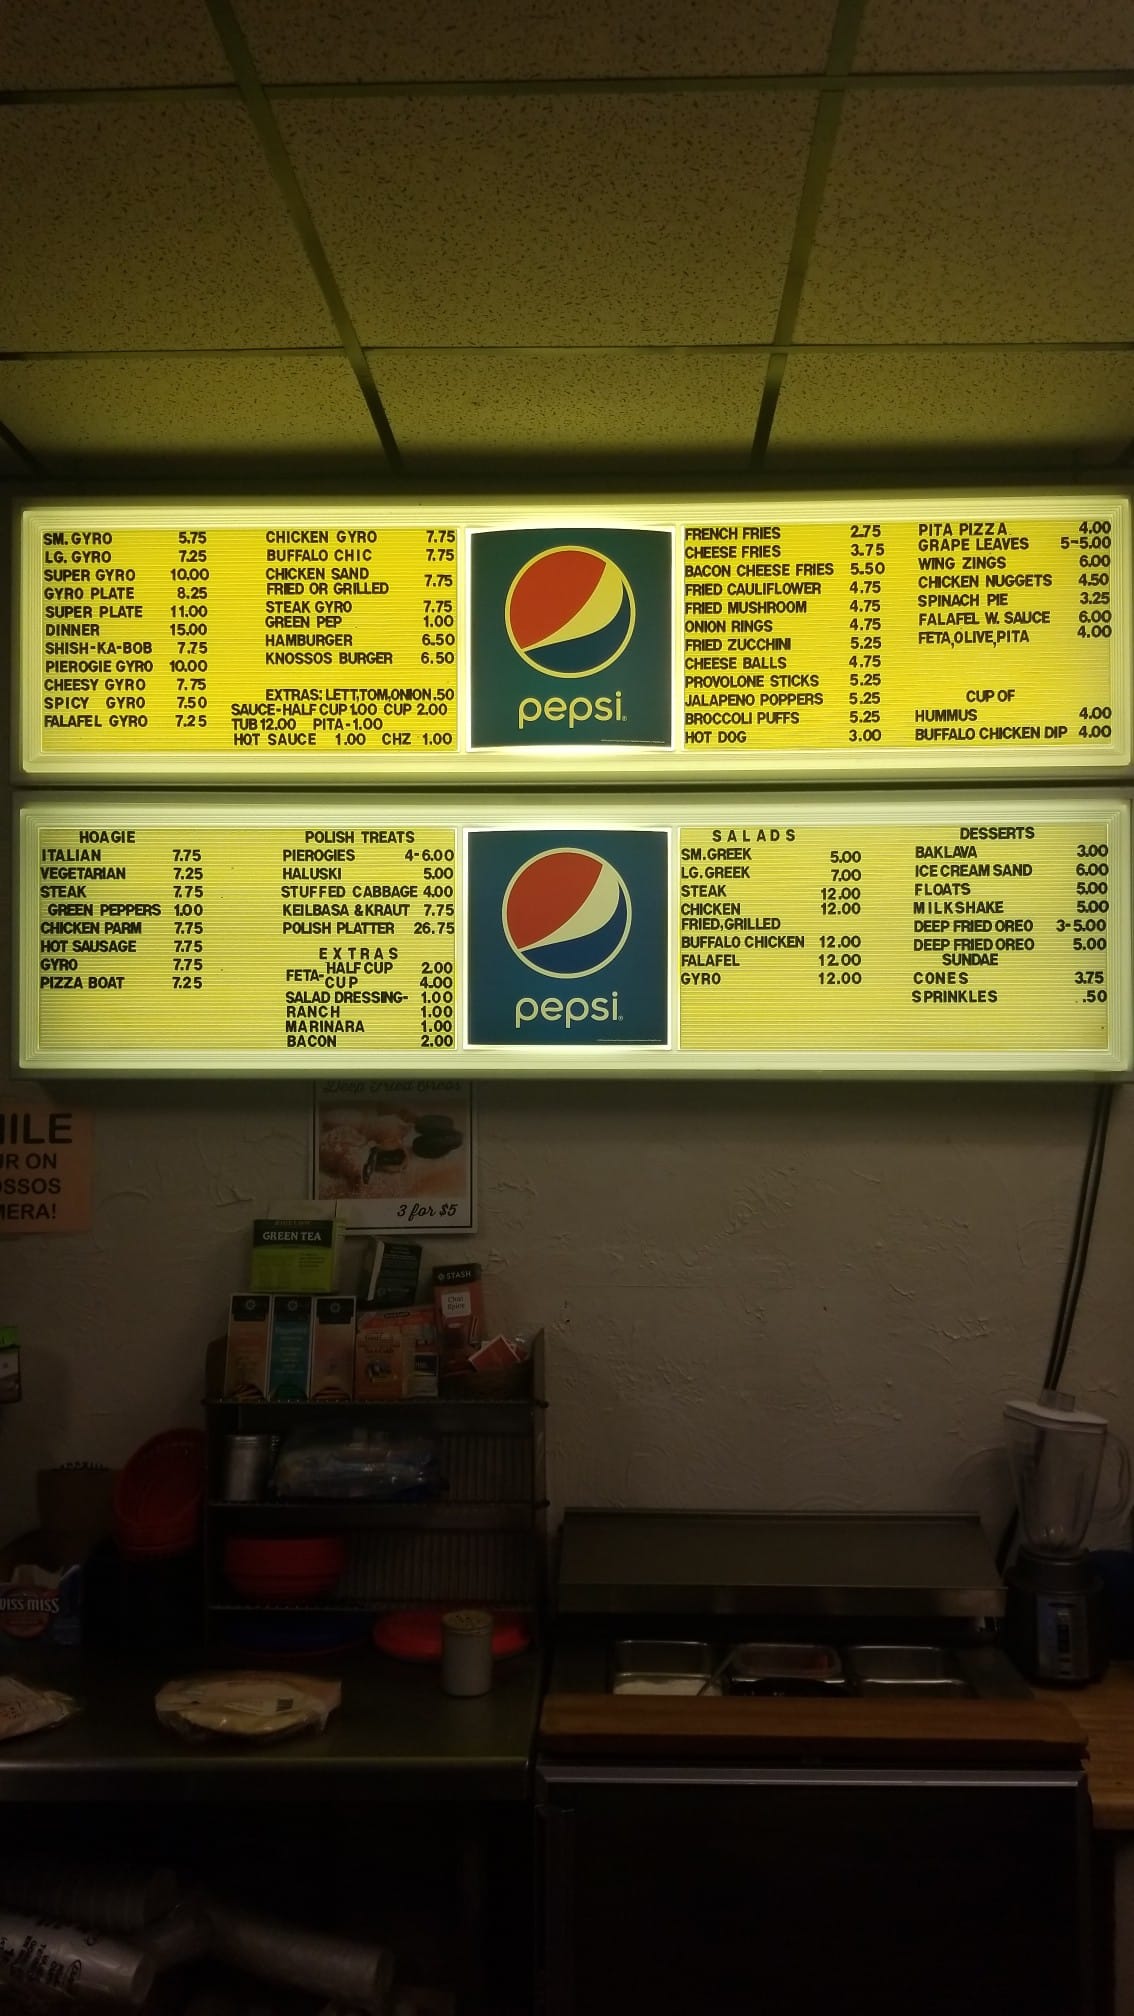 SM. GYRO 5.75
LG. GYRO 7.25
SUPER GYRO 10.00
GYRO PLATE 8.25
SUPER PLATE 11.00
DINNER 15.00
SHISH-KA-BOB 7.75
PIEROGIE GYRO 10.00
CHEESY GYRO 7.75
SPICY GYRO 7.50
FALAFEL GYRO 7.25
CHICKEN GYRO 7.75
BUFFALO CHIC 7.75
CHICKEN SAND 7.75
FRIED OR GRILLED
STEAK GYRO 7.75
GREEN PEP 1.00
HAMBURGER 6.50
KNOSSOS BURGER 6.50
EXTRAS: LETT,TOM,ONION .50
SAUCE-HALF CUP 1.00 CUP 2.00
TUB 12.00 PITA-1.00
HOT SAUCE 1.00 CHZ 1.00
pepsi
FRENCH FRIES 2.75
CHEESE FRIES 3.75
BACON CHEESE FRIES 5.50
FRIED CAULIFLOWER 4.75
FRIED MUSHROOM 4.75
ONION RINGS 4.75
FRIED ZUCCHINI 5.25
CHEESE BALLS 4.75
PROVOLONE STICKS 5.25
JALAPENO POPPERS 5.25
BROCCOLI PUFFS 5.25
HOT DOG 3.00
PITA PIZZA 4.00
GRAPE LEAVES 5-5.00
WING ZINGS 6.00
CHICKEN NUGGETS 4.50
SPINACH PIE 3.25
FALAFEL W. SAUCE 6.00
FETA,OLIVE,PITA 4.00
CUP OF
HUMMUS 4.00
BUFFALO CHICKEN DIP 4.00
HOAGIE
ITALIAN 7.75
VEGETARIAN 7.25
STEAK 7.75
GREEN PEPPERS 1.00
CHICKEN PARM 7.75
HOT SAUSAGE 7.75
GYRO 7.75
PIZZA BOAT 7.25
POLISH TREATS
PIEROGIES 4-6.00
HALUSKI 5.00
STUFFED CABBAGE 4.00
KEILBASA & KRAUT 7.75
POLISH PLATTER 26.75
EXTRAS
FETA- HALF CUP 2.00
CUP 4.00
SALAD DRESSING- 1.00
RANCH 1.00
MARINARA 1.00
BACON 2.00
pepsi
SALADS
SM.GREEK 5.00
LG.GREEK 7.00
STEAK 12.00
CHICKEN 12.00
FRIED,GRILLED
BUFFALO CHICKEN 12.00
FALAFEL 12.00
GYRO 12.00
DESSERTS
BAKLAVA 3.00
ICE CREAM SAND 6.00
FLOATS 5.00
MILKSHAKE 5.00
DEEP FRIED OREO 3-5.00
DEEP FRIED OREO 5.00
SUNDAE
CONES 3.75
SPRINKLES .50
Deep Fried Oreos
3 for $5
GREEN TEA
STASH
Chai
Spice